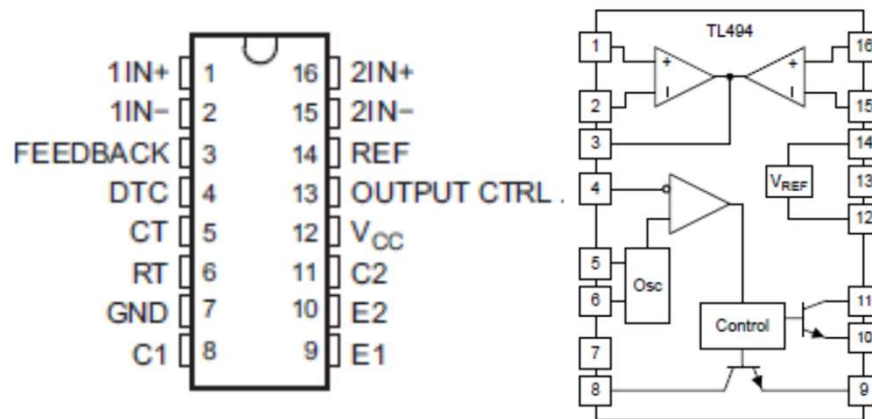 1IN+ 1 16 2IN+
1IN− 2 15 2IN−
FEEDBACK 3 14 REF
DTC 4 13 OUTPUT CTRL .
CT 5 12 VCC
RT 6 11 C2
GND 7 10 E2
C1 8 9 E1
TL494
1 + + 16
2 − − 15
3 14
4 VREF 13
12
5 Osc
6 11
Control 10
7
8 9